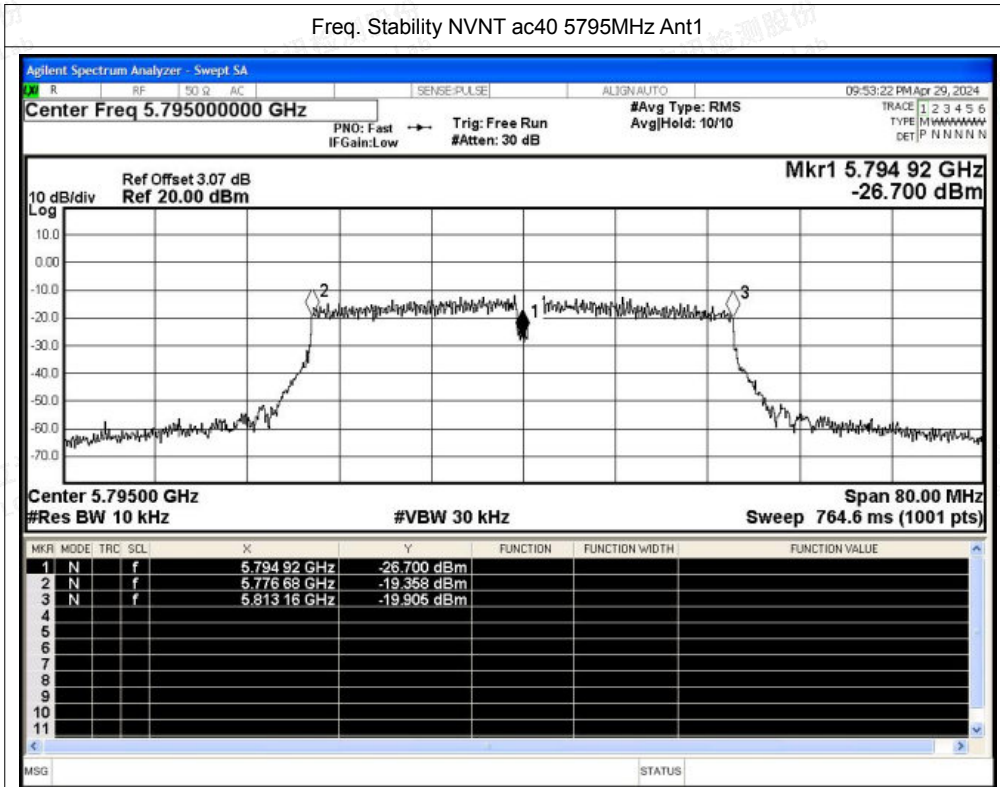 Freq. Stability NVNT ac40 5795MHz Ant1
Agilent Spectrum Analyzer - Swept SA
R RF 50 Ω AC SENSE:PULSE ALIGNAUTO 09:53:22 PM Apr 29, 2024
Center Freq 5.795000000 GHz #Avg Type: RMS TRACE 1 2 3 4 5 6
PNO: Fast Trig: Free Run Avg|Hold: 10/10 TYPE M
IFGain:Low #Atten: 30 dB DET P N N N N N
Mkr1 5.794 92 GHz
Ref Offset 3.07 dB
10 dB/div Ref 20.00 dBm -26.700 dBm
Log
10.0
0.00
-10.0
2 3
1
-20.0
-30.0
-40.0
-50.0
-60.0
-70.0
Center 5.79500 GHz Span 80.00 MHz
#Res BW 10 kHz #VBW 30 kHz Sweep 764.6 ms (1001 pts)
MKR MODE TRC SCL X Y FUNCTION FUNCTION WIDTH FUNCTION VALUE
1 N f 5.794 92 GHz -26.700 dBm
2 N f 5.776 68 GHz -19.358 dBm
3 N f 5.813 16 GHz -19.905 dBm
4
5
6
7
8
9
10
11
MSG STATUS